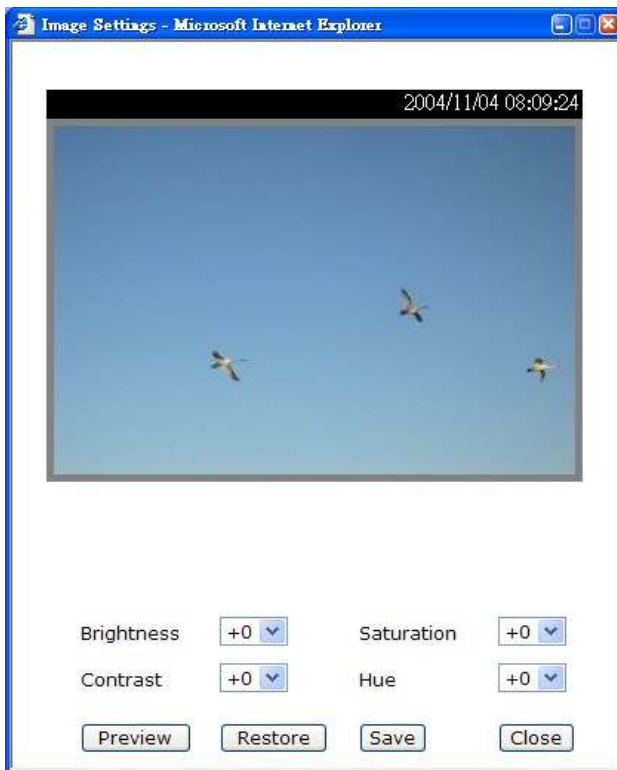 Image Settings - Microsoft Internet Explorer
2004/11/04 08:09:24
Brightness +0 Saturation +0
Contrast +0 Hue +0
Preview Restore Save Close